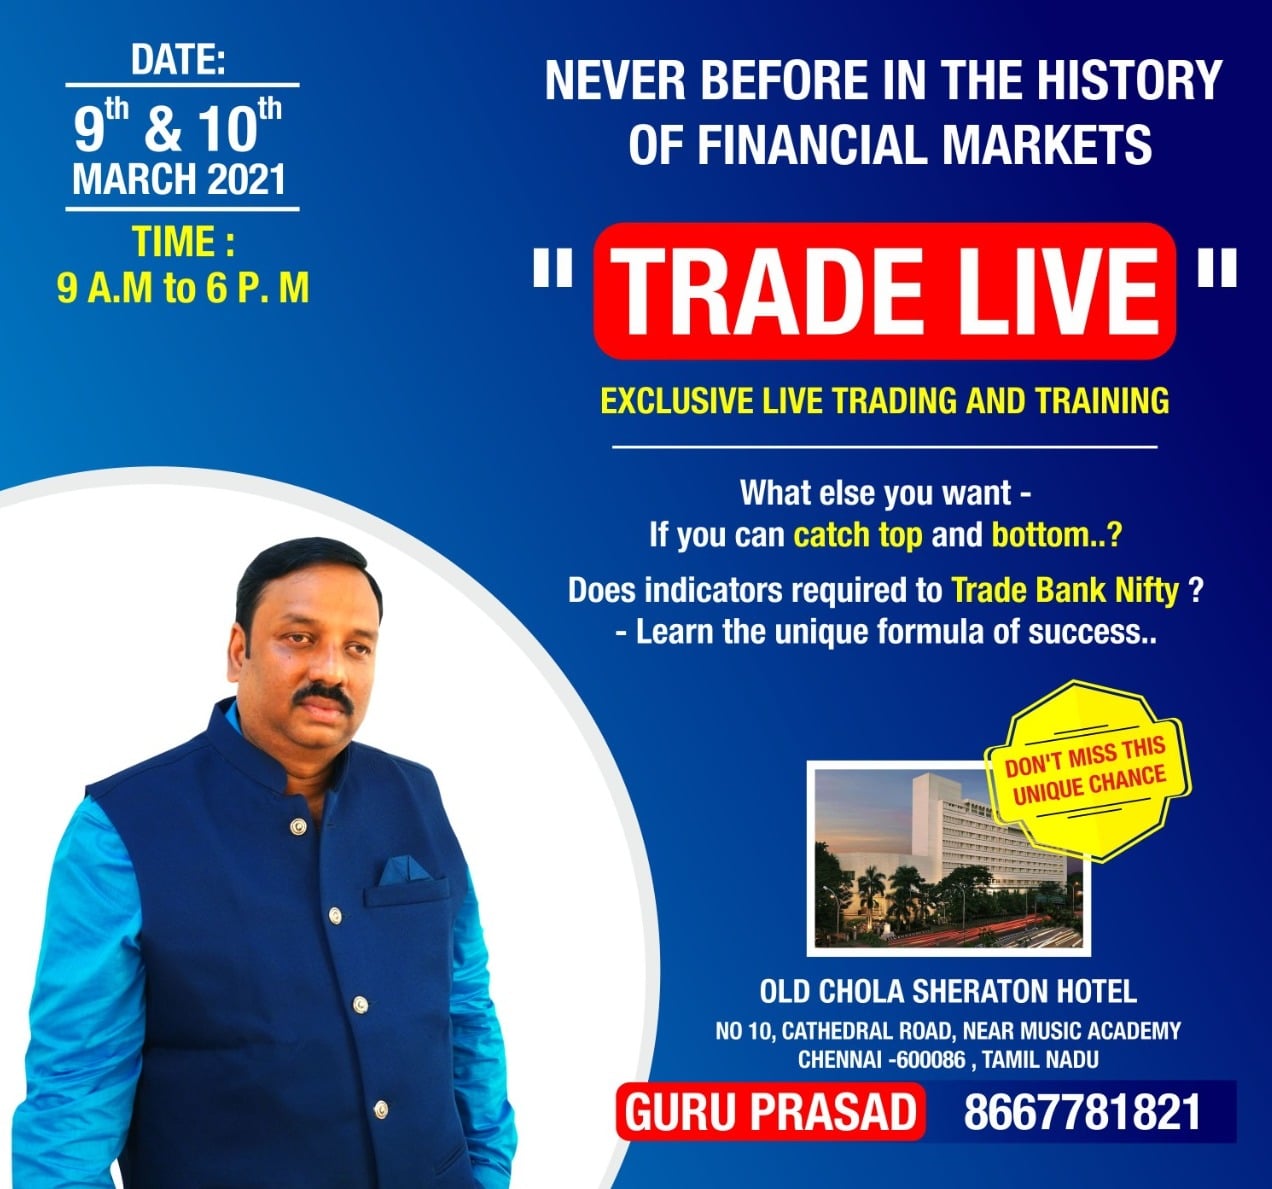 DATE:
9th & 10th
MARCH 2021
TIME :
9 A.M to 6 P. M
NEVER BEFORE IN THE HISTORY
OF FINANCIAL MARKETS
" TRADE LIVE "
EXCLUSIVE LIVE TRADING AND TRAINING
What else you want -
If you can catch top and bottom..?
Does indicators required to Trade Bank Nifty ?
- Learn the unique formula of success..
DON'T MISS THIS
UNIQUE CHANCE
OLD CHOLA SHERATON HOTEL
NO 10, CATHEDRAL ROAD, NEAR MUSIC ACADEMY
CHENNAI -600086 , TAMIL NADU
GURU PRASAD 8667781821